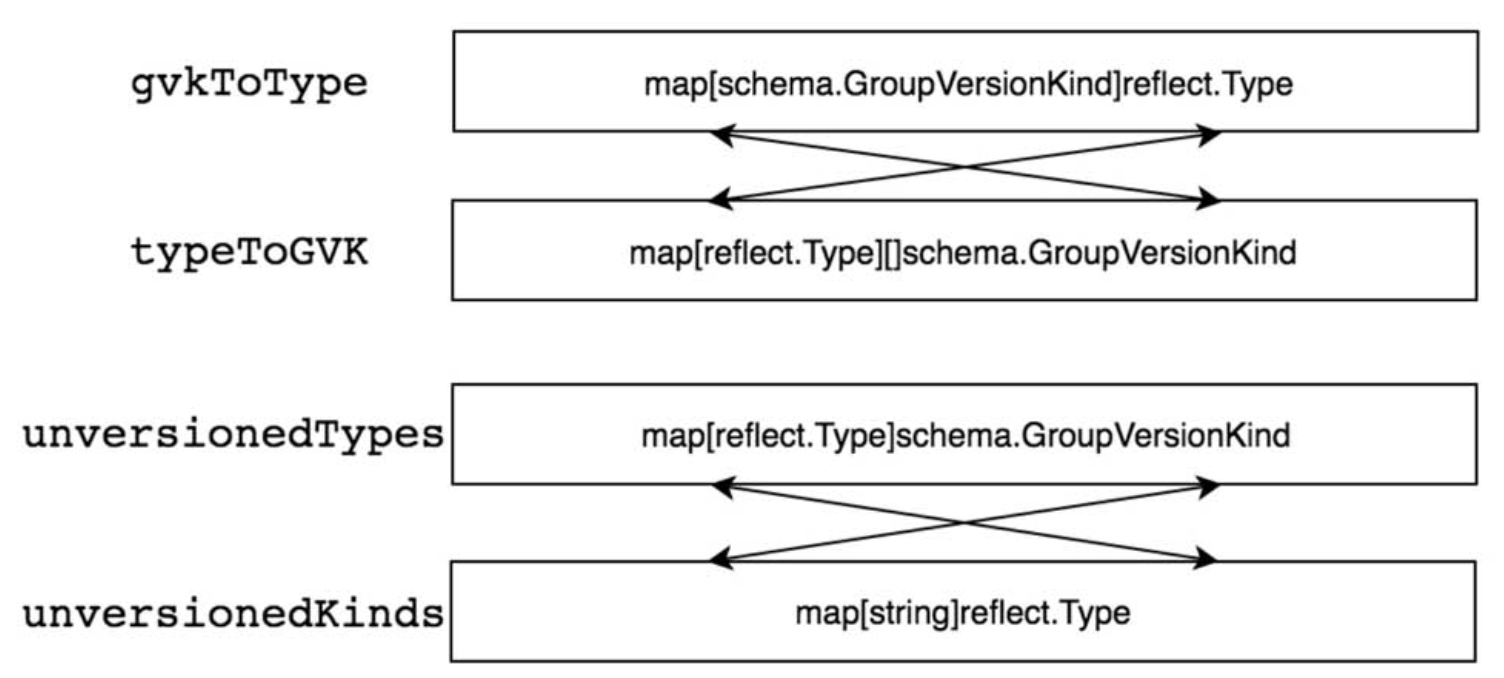 gvkToType
map[schema.GroupVersionKind]reflect.Type
typeToGVK
map[reflect.Type][]schema.GroupVersionKind
unversionedTypes
map[reflect.Type]schema.GroupVersionKind
unversionedKinds
map[string]reflect.Type